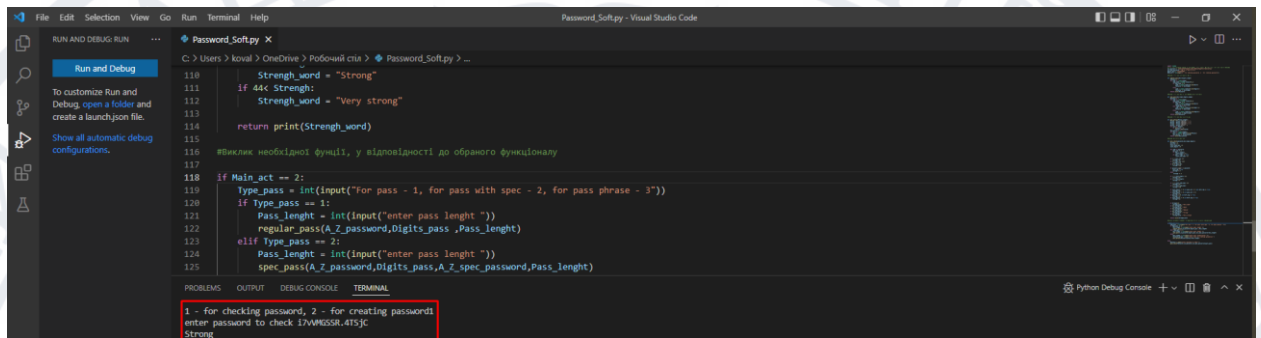 File Edit Selection View Go Run Terminal Help
Password_Soft.py - Visual Studio Code
RUN AND DEBUG: RUN ...
Password_Soft.py
C: > Users > koval > OneDrive > Робочий стіл > Password_Soft.py > ...
Run and Debug
To customize Run and
Debug, open a folder and
create a launch.json file.
Show all automatic debug
configurations.
110 Strengh_word = "Strong"
111 if 44< Strengh:
112 Strengh_word = "Very strong"
113
114 return print(Strengh_word)
115
116 #Виклик необхідної фунції, у відповідності до обраного функціоналу
117
118 if Main_act == 2:
119 Type_pass = int(input("For pass - 1, for pass with spec - 2, for pass phrase - 3"))
120 if Type_pass == 1:
121 Pass_lenght = int(input("enter pass lenght "))
122 regular_pass(A_Z_password,Digits_pass ,Pass_lenght)
123 elif Type_pass == 2:
124 Pass_lenght = int(input("enter pass lenght "))
125 spec_pass(A_Z_password,Digits_pass,A_Z_spec_password,Pass_lenght)
PROBLEMS OUTPUT DEBUG CONSOLE TERMINAL
Python Debug Console
1 - for checking password, 2 - for creating password1
enter password to check i7vVMGSSR.4T5jC
Strong